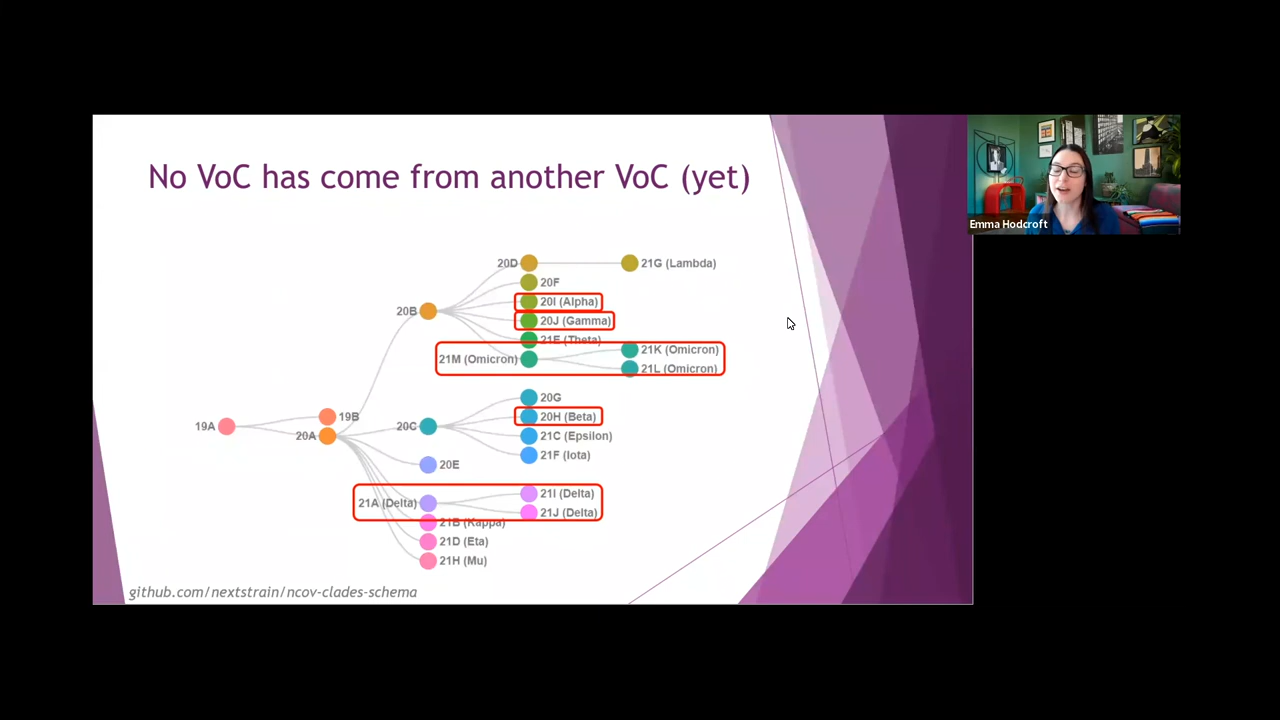 No VoC has come from another VoC (yet)
Emma Hodcroft
20D
21G (Lambda)
20F
20I (Alpha)
20B
20J (Gamma)
21E (Theta)
21M (Omicron)
21K (Omicron)
21L (Omicron)
20G
19B
20H (Beta)
19A
20A
20C
21C (Epsilon)
21F (Iota)
20E
21I (Delta)
21A (Delta)
21J (Delta)
21B (Kappa)
21D (Eta)
21H (Mu)
github.com/nextstrain/ncov-clades-schema